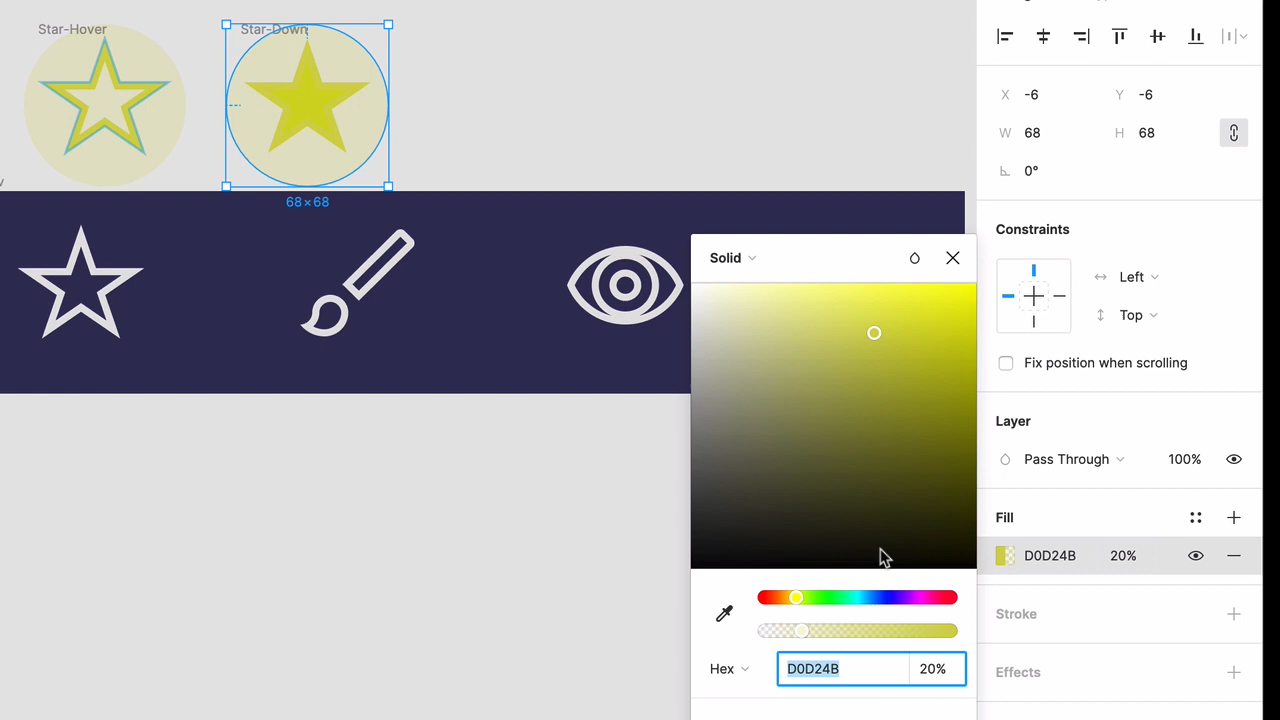 Star-Hover
Star-Down
68×68
X -6
Y -6
W 68
H 68
0°
Constraints
Left
Top
Fix position when scrolling
Layer
Pass Through 100%
Fill
D0D24B 20%
Stroke
Effects
Solid
Hex D0D24B 20%